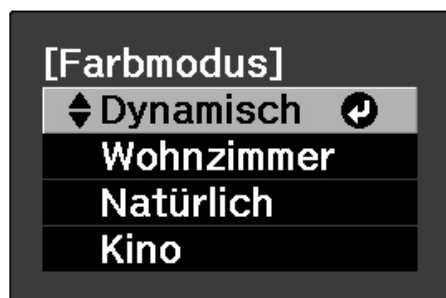 [Farbmodus]
Dynamisch
Wohnzimmer
Natürlich
Kino